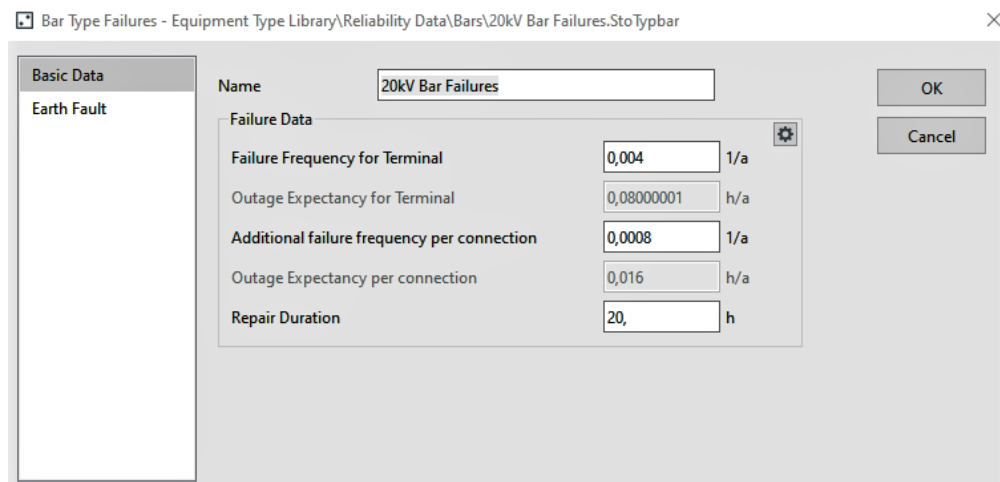 Bar Type Failures - Equipment Type Library\Reliability Data\Bars\20kV Bar Failures.StoTypbar
Basic Data
Earth Fault
Name
20kV Bar Failures
OK
Cancel
Failure Data
Failure Frequency for Terminal 0,004 1/a
Outage Expectancy for Terminal 0,08000001 h/a
Additional failure frequency per connection 0,0008 1/a
Outage Expectancy per connection 0,016 h/a
Repair Duration 20, h